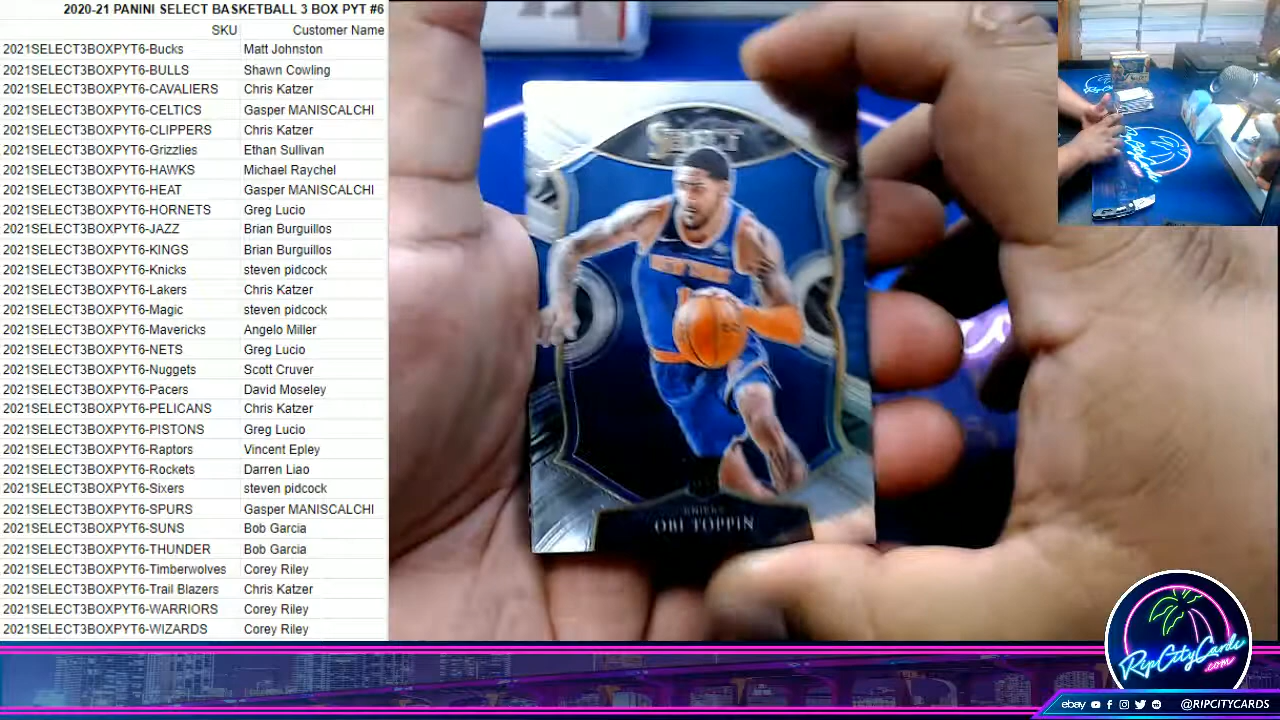 2020-21 PANINI SELECT BASKETBALL 3 BOX PYT #6
SKU Customer Name
2021SELECT3BOXPYT6-Bucks Matt Johnston
2021SELECT3BOXPYT6-BULLS Shawn Cowling
2021SELECT3BOXPYT6-CAVALIERS Chris Katzer
2021SELECT3BOXPYT6-CELTICS Gasper MANISCALCHI
2021SELECT3BOXPYT6-CLIPPERS Chris Katzer
2021SELECT3BOXPYT6-Grizzlies Ethan Sullivan
2021SELECT3BOXPYT6-HAWKS Michael Raychel
2021SELECT3BOXPYT6-HEAT Gasper MANISCALCHI
2021SELECT3BOXPYT6-HORNETS Greg Lucio
2021SELECT3BOXPYT6-JAZZ Brian Burguillos
2021SELECT3BOXPYT6-KINGS Brian Burguillos
2021SELECT3BOXPYT6-Knicks steven pidcock
2021SELECT3BOXPYT6-Lakers Chris Katzer
2021SELECT3BOXPYT6-Magic steven pidcock
2021SELECT3BOXPYT6-Mavericks Angelo Miller
2021SELECT3BOXPYT6-NETS Greg Lucio
2021SELECT3BOXPYT6-Nuggets Scott Cruver
2021SELECT3BOXPYT6-Pacers David Moseley
2021SELECT3BOXPYT6-PELICANS Chris Katzer
2021SELECT3BOXPYT6-PISTONS Greg Lucio
2021SELECT3BOXPYT6-Raptors Vincent Epley
2021SELECT3BOXPYT6-Rockets Darren Liao
2021SELECT3BOXPYT6-Sixers steven pidcock
2021SELECT3BOXPYT6-SPURS Gasper MANISCALCHI
2021SELECT3BOXPYT6-SUNS Bob Garcia
2021SELECT3BOXPYT6-THUNDER Bob Garcia
2021SELECT3BOXPYT6-Timberwolves Corey Riley
2021SELECT3BOXPYT6-Trail Blazers Chris Katzer
2021SELECT3BOXPYT6-WARRIORS Corey Riley
2021SELECT3BOXPYT6-WIZARDS Corey Riley
SELECT
NEW YORK
KNICKS
OBI TOPPIN
RipCityCards
.com
ebay @RIPCITYCARDS